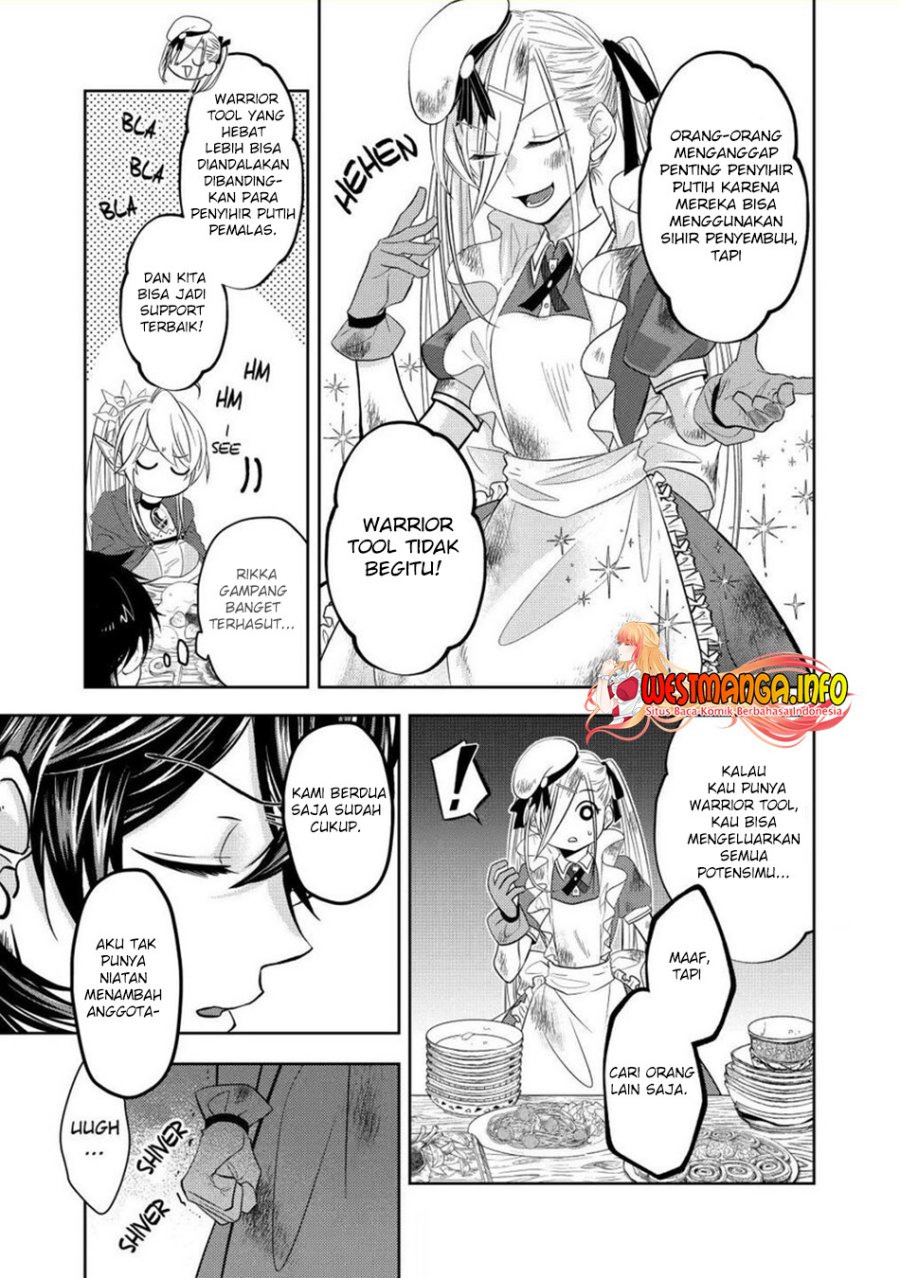 ORANG-ORANG
MENGANGGAP
PENTING PENYIHIR
PUTIH KARENA
MEREKA BISA
MENGGUNAKAN
SIHIR PENYEMBUH,
TAPI
HEHEN
WARRIOR
TOOL TIDAK
BEGITU!
WARRIOR
TOOL YANG
HEBAT
LEBIH BISA
DIANDALAKAN
DIBANDING-
KAN PARA
PENYIHIR PUTIH
PEMALAS.
BLA
BLA
BLA
DAN KITA
BISA JADI
SUPPORT
TERBAIK!
HM
HM
I
SEE
RIKKA
GAMPANG
BANGET
TERHASUT...
WESTMANGA.INFO
Situs Baca Komik Berbahasa Indonesia
KALAU
KAU PUNYA
WARRIOR TOOL,
KAU BISA
MENGELUARKAN
SEMUA
POTENSIMU...
!
MAAF,
TAPI
CARI ORANG
LAIN SAJA.
KAMI BERDUA
SAJA SUDAH
CUKUP.
AKU TAK
PUNYA
NIATAN
MENAMBAH
ANGGOTA-
UUGH
...
SHIVER
SHIVER